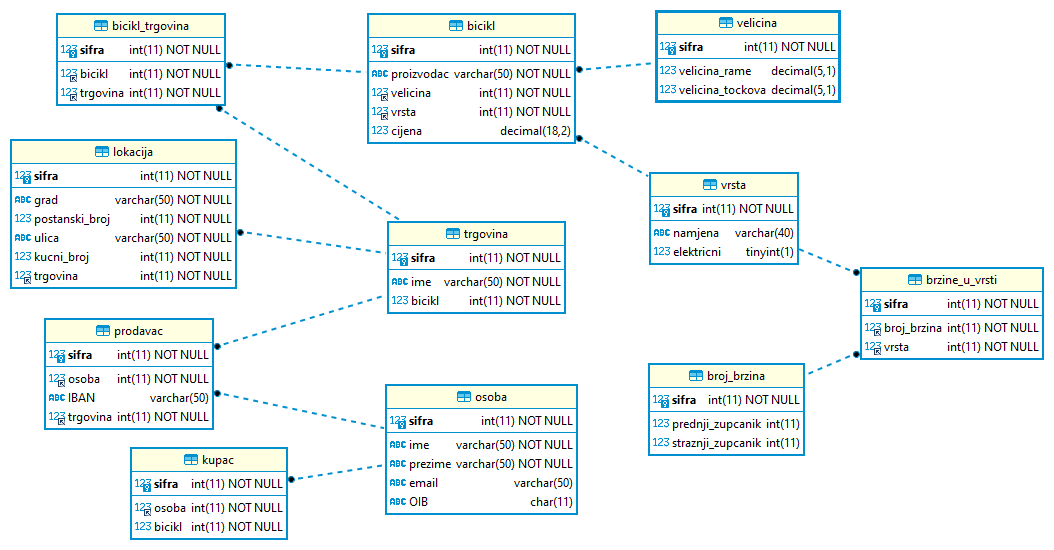 bicikl_trgovina
123 sifra int(11) NOT NULL
123 bicikl int(11) NOT NULL
123 trgovina int(11) NOT NULL
bicikl
123 sifra int(11) NOT NULL
ABC proizvodac varchar(50) NOT NULL
123 velicina int(11) NOT NULL
123 vrsta int(11) NOT NULL
123 cijena decimal(18,2)
velicina
123 sifra int(11) NOT NULL
123 velicina_rame decimal(5,1)
123 velicina_tockova decimal(5,1)
lokacija
123 sifra int(11) NOT NULL
ABC grad varchar(50) NOT NULL
123 postanski_broj int(11) NOT NULL
ABC ulica varchar(50) NOT NULL
123 kucni_broj int(11) NOT NULL
123 trgovina int(11) NOT NULL
vrsta
123 sifra int(11) NOT NULL
ABC namjena varchar(40)
123 elektricni tinyint(1)
trgovina
123 sifra int(11) NOT NULL
ABC ime varchar(50) NOT NULL
123 bicikl int(11) NOT NULL
brzine_u_vrsti
123 sifra int(11) NOT NULL
123 broj_brzina int(11) NOT NULL
123 vrsta int(11) NOT NULL
prodavac
123 sifra int(11) NOT NULL
123 osoba int(11) NOT NULL
ABC IBAN varchar(50)
123 trgovina int(11) NOT NULL
broj_brzina
123 sifra int(11) NOT NULL
123 prednji_zupcanik int(11)
123 straznji_zupcanik int(11)
osoba
123 sifra int(11) NOT NULL
ABC ime varchar(50) NOT NULL
ABC prezime varchar(50) NOT NULL
ABC email varchar(50)
ABC OIB char(11)
kupac
123 sifra int(11) NOT NULL
123 osoba int(11) NOT NULL
123 bicikl int(11) NOT NULL